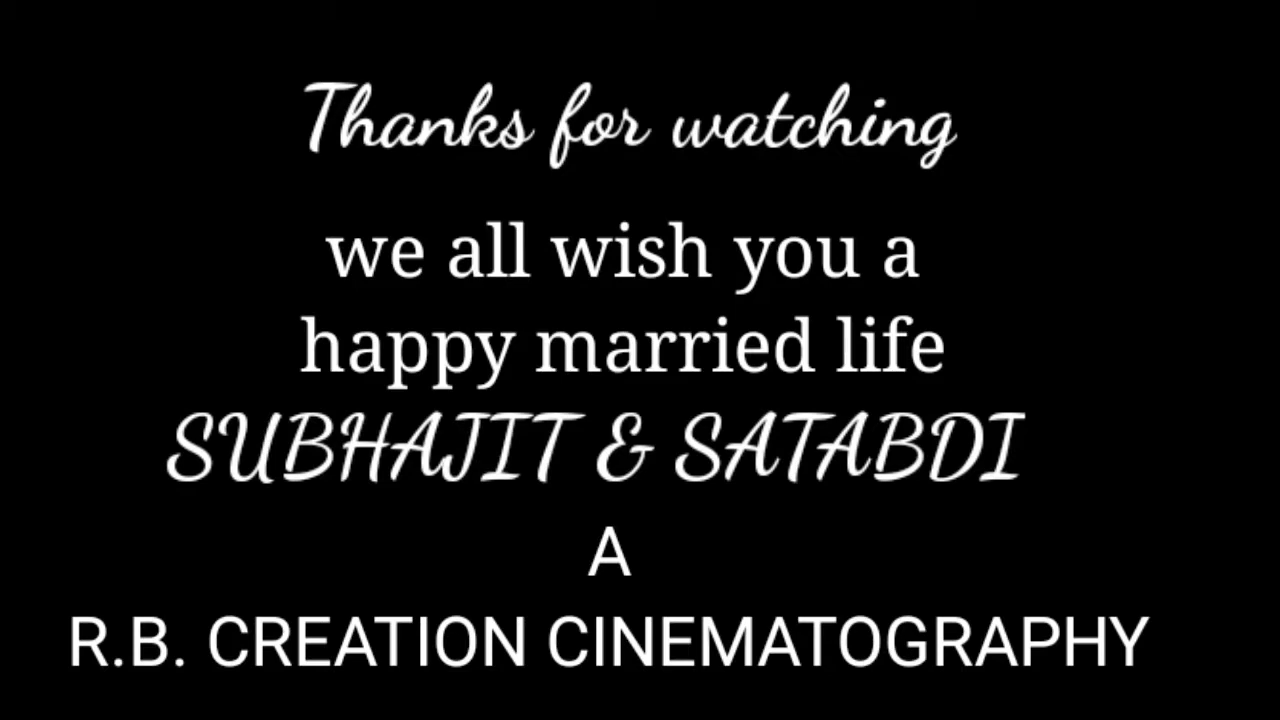 Thanks for watching
we all wish you a
happy married life
SUBHAJIT & SATABDI
A
R.B. CREATION CINEMATOGRAPHY